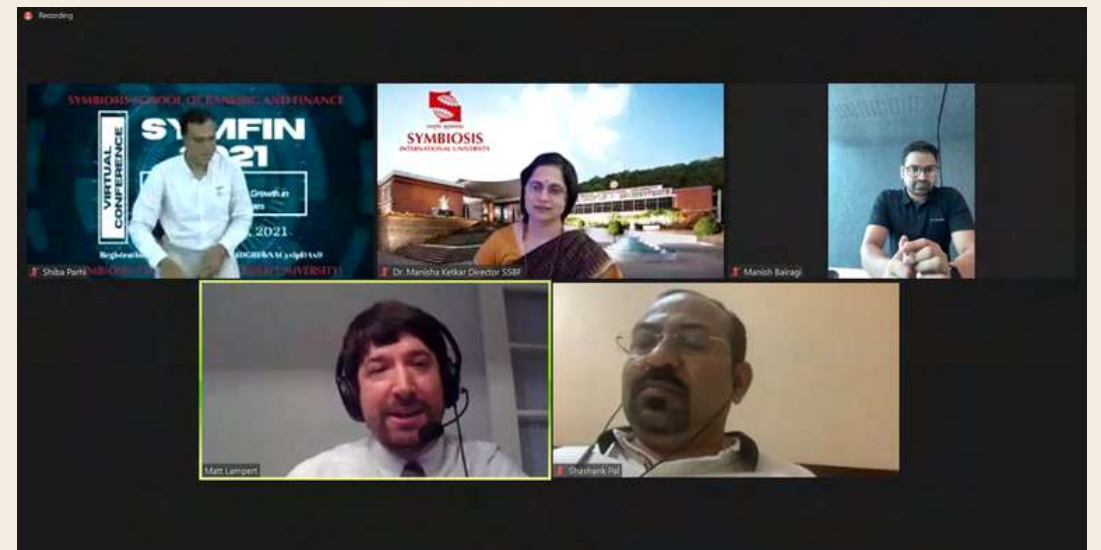 Recording
SYMBIOSIS SCHOOL OF BANKING AND FINANCE
VIRTUAL
CONFERENCE
SYMFIN
2021
Growth in
2021
Shiba Parhi
SYMBIOSIS
INTERNATIONAL UNIVERSITY
Dr. Manisha Ketkar Director SSBF
Manish Bairagi
Matt Lampert
Shashank Pal